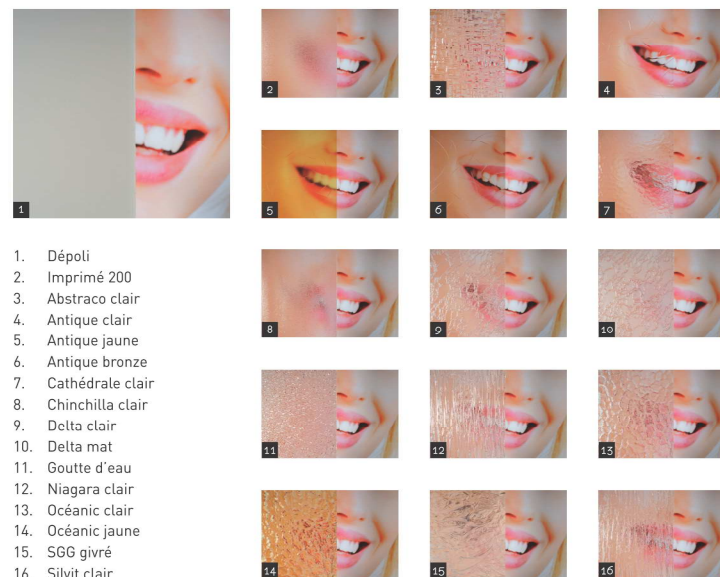 1
2
3
4
5
6
7
8
9
10
11
12
13
14
15
16
1. Dépoli
2. Imprimé 200
3. Abstraco clair
4. Antique clair
5. Antique jaune
6. Antique bronze
7. Cathédrale clair
8. Chinchilla clair
9. Delta clair
10. Delta mat
11. Goutte d'eau
12. Niagara clair
13. Océanic clair
14. Océanic jaune
15. SGG givré
16. Silvit clair